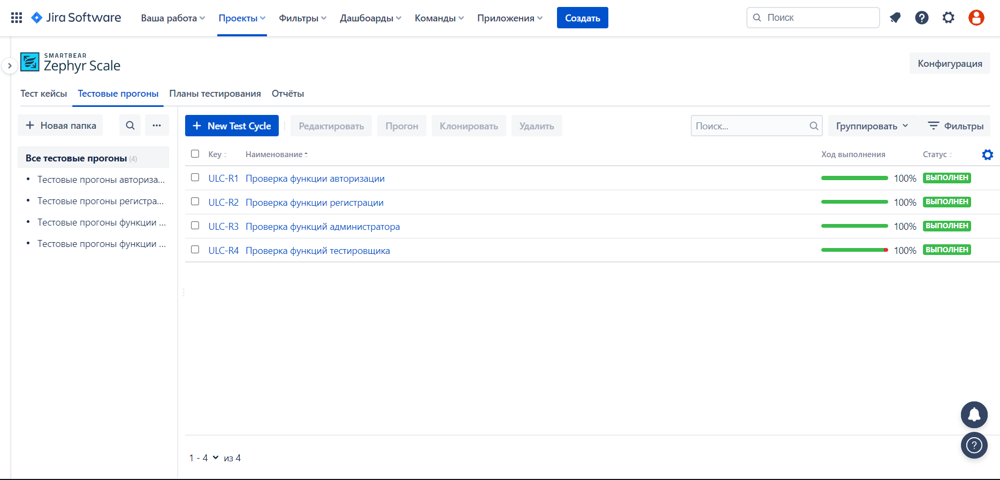 Jira Software Ваша работа Проекты Фильтры Дашборды Команды Приложения Создать Поиск
SMARTBEAR
Zephyr Scale
Конфигурация
Тест кейсы Тестовые прогоны Планы тестирования Отчёты
+ Новая папка ... + New Test Cycle Редактировать Прогон Клонировать Удалить Поиск... Группировать Фильтры
Все тестовые прогоны (4)
• Тестовые прогоны авториза...
• Тестовые прогоны регистра...
• Тестовые прогоны функции ...
• Тестовые прогоны функции ...
Key Наименование Ход выполнения Статус
ULC-R1 Проверка функции авторизации 100% ВЫПОЛНЕН
ULC-R2 Проверка функции регистрации 100% ВЫПОЛНЕН
ULC-R3 Проверка функций администратора 100% ВЫПОЛНЕН
ULC-R4 Проверка функций тестировщика 100% ВЫПОЛНЕН
1 - 4 из 4